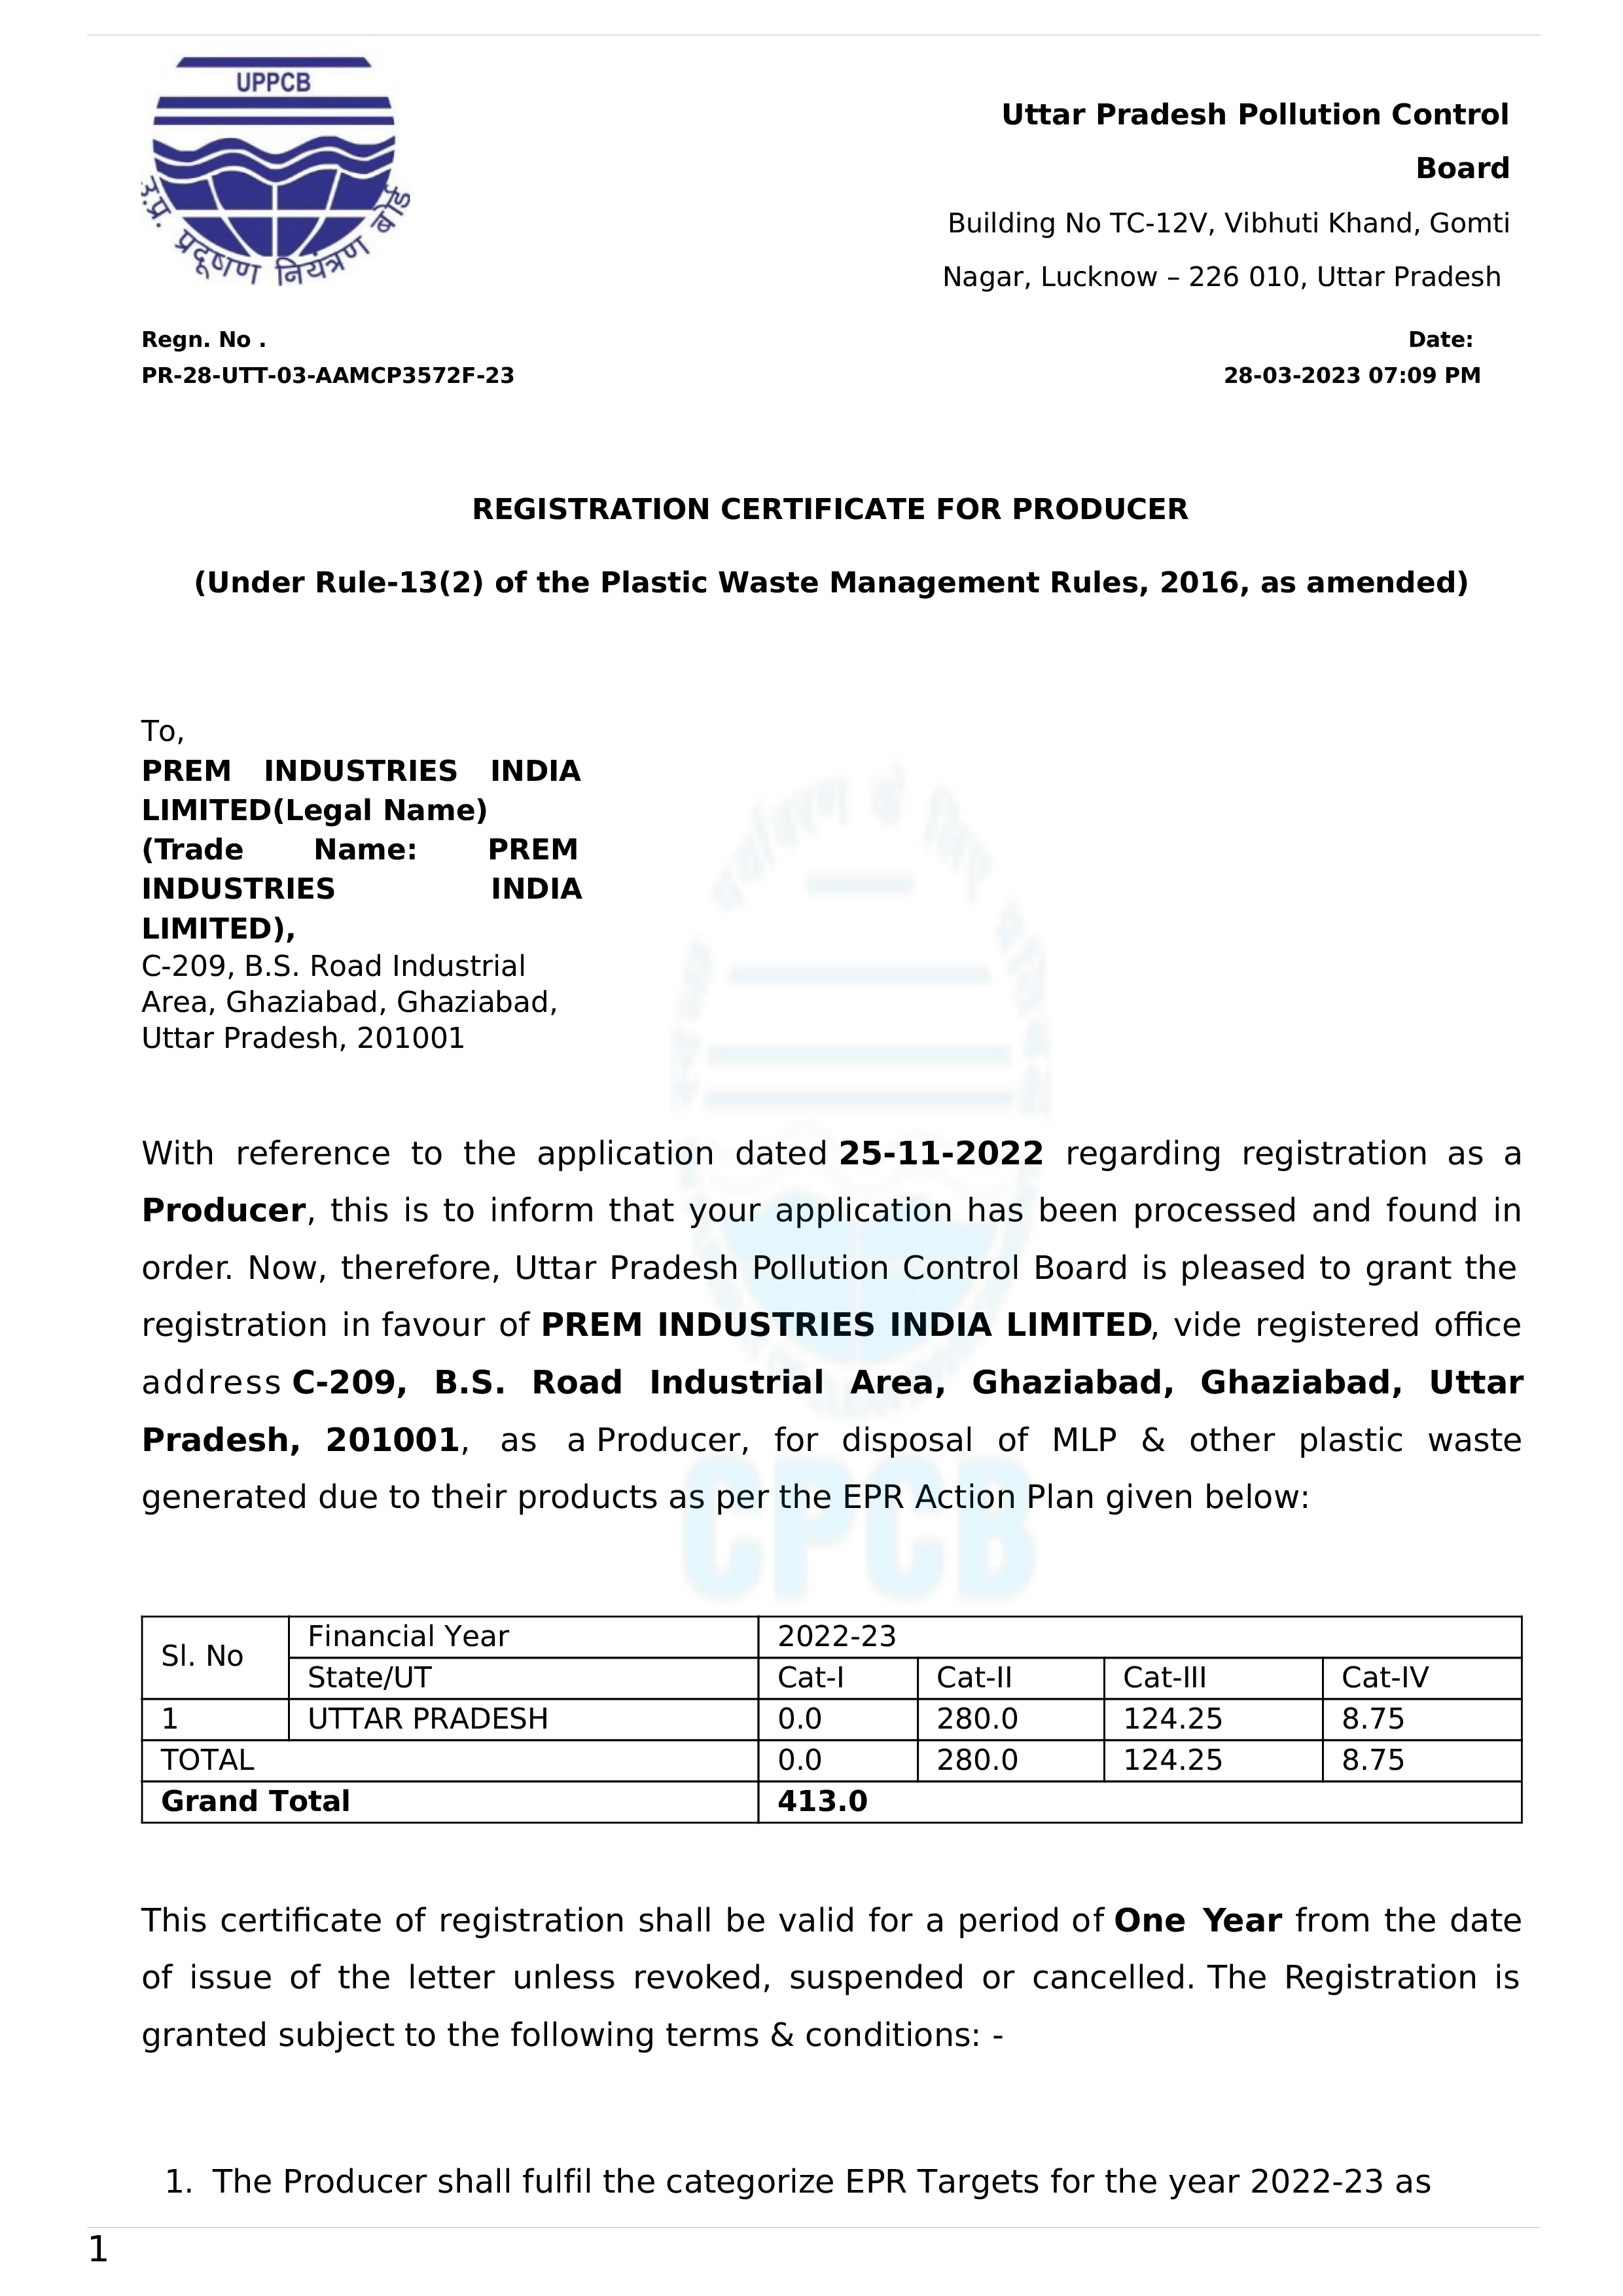 UPPCB
उ.प्र. प्रदूषण नियंत्रण बोर्ड
Uttar Pradesh Pollution Control
Board
Building No TC-12V, Vibhuti Khand, Gomti
Nagar, Lucknow – 226 010, Uttar Pradesh
Regn. No .
Date:
PR-28-UTT-03-AAMCP3572F-23
28-03-2023 07:09 PM
REGISTRATION CERTIFICATE FOR PRODUCER
(Under Rule-13(2) of the Plastic Waste Management Rules, 2016, as amended)
To,
PREM INDUSTRIES INDIA
LIMITED(Legal Name)
(Trade Name: PREM
INDUSTRIES INDIA
LIMITED),
C-209, B.S. Road Industrial
Area, Ghaziabad, Ghaziabad,
Uttar Pradesh, 201001
पर्यावरण के लिए
With reference to the application dated 25-11-2022 regarding registration as a
Producer, this is to inform that your application has been processed and found in
order. Now, therefore, Uttar Pradesh Pollution Control Board is pleased to grant the
registration in favour of PREM INDUSTRIES INDIA LIMITED, vide registered office
address C-209, B.S. Road Industrial Area, Ghaziabad, Ghaziabad, Uttar
Pradesh, 201001, as a Producer, for disposal of MLP & other plastic waste
generated due to their products as per the EPR Action Plan given below:
CPCB
Sl. No Financial Year 2022-23
State/UT Cat-I Cat-II Cat-III Cat-IV
1 UTTAR PRADESH 0.0 280.0 124.25 8.75
TOTAL 0.0 280.0 124.25 8.75
Grand Total 413.0
This certificate of registration shall be valid for a period of One Year from the date
of issue of the letter unless revoked, suspended or cancelled. The Registration is
granted subject to the following terms & conditions: -
1. The Producer shall fulfil the categorize EPR Targets for the year 2022-23 as
1